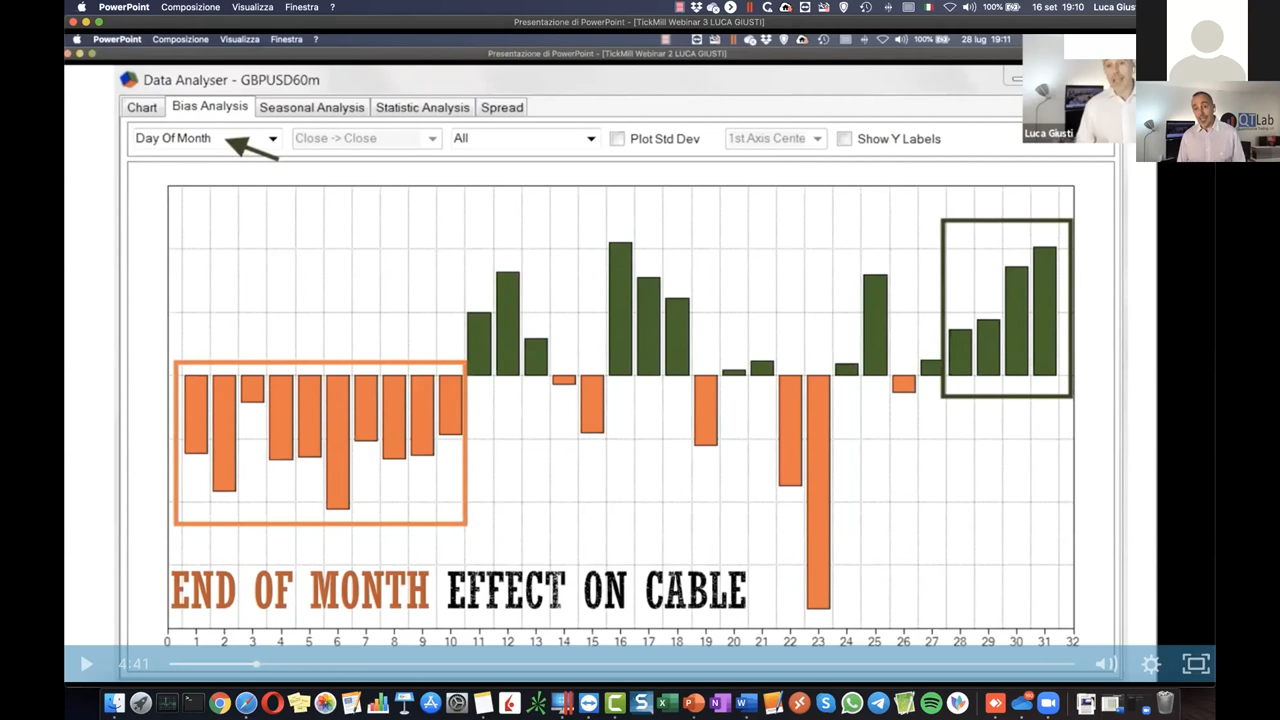 PowerPoint Composizione Visualizza Finestra ? 100% 16 set 19:10 Luca Giusti
Presentazione di PowerPoint - [TickMill Webinar 3 LUCA GIUSTI]
PowerPoint Composizione Visualizza Finestra ? 100% 28 lug 19:11
Presentazione di PowerPoint - [TickMill Webinar 2 LUCA GIUSTI]
Data Analyser - GBPUSD60m
Chart Bias Analysis Seasonal Analysis Statistic Analysis Spread
Day Of Month Close -> Close All Plot Std Dev 1st Axis Cente Show Y Labels
Luca Giusti
QTLab
END OF MONTH EFFECT ON CABLE
0 1 2 3 4 5 6 7 8 9 10 11 12 13 14 15 16 17 18 19 20 21 22 23 24 25 26 27 28 29 30 31 32
4:41